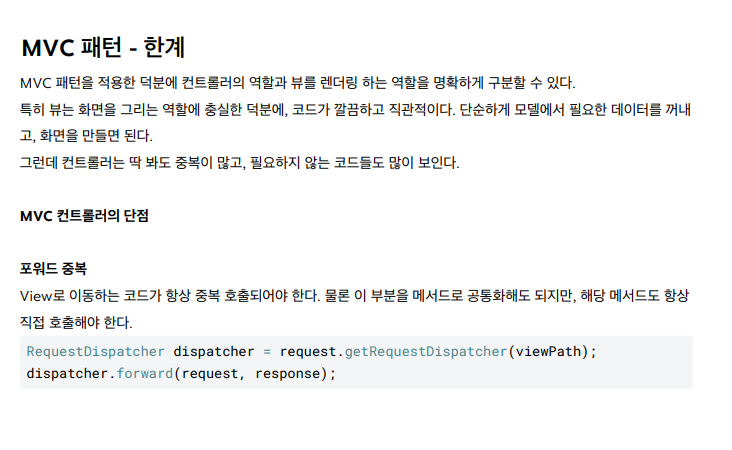 MVC 패턴 - 한계
MVC 패턴을 적용한 덕분에 컨트롤러의 역할과 뷰를 렌더링 하는 역할을 명확하게 구분할 수 있다.
특히 뷰는 화면을 그리는 역할에 충실한 덕분에, 코드가 깔끔하고 직관적이다. 단순하게 모델에서 필요한 데이터를 꺼내
고, 화면을 만들면 된다.
그런데 컨트롤러는 딱 봐도 중복이 많고, 필요하지 않는 코드들도 많이 보인다.
MVC 컨트롤러의 단점
포워드 중복
View로 이동하는 코드가 항상 중복 호출되어야 한다. 물론 이 부분을 메서드로 공통화해도 되지만, 해당 메서드도 항상
직접 호출해야 한다.
RequestDispatcher dispatcher = request.getRequestDispatcher(viewPath);
dispatcher.forward(request, response);